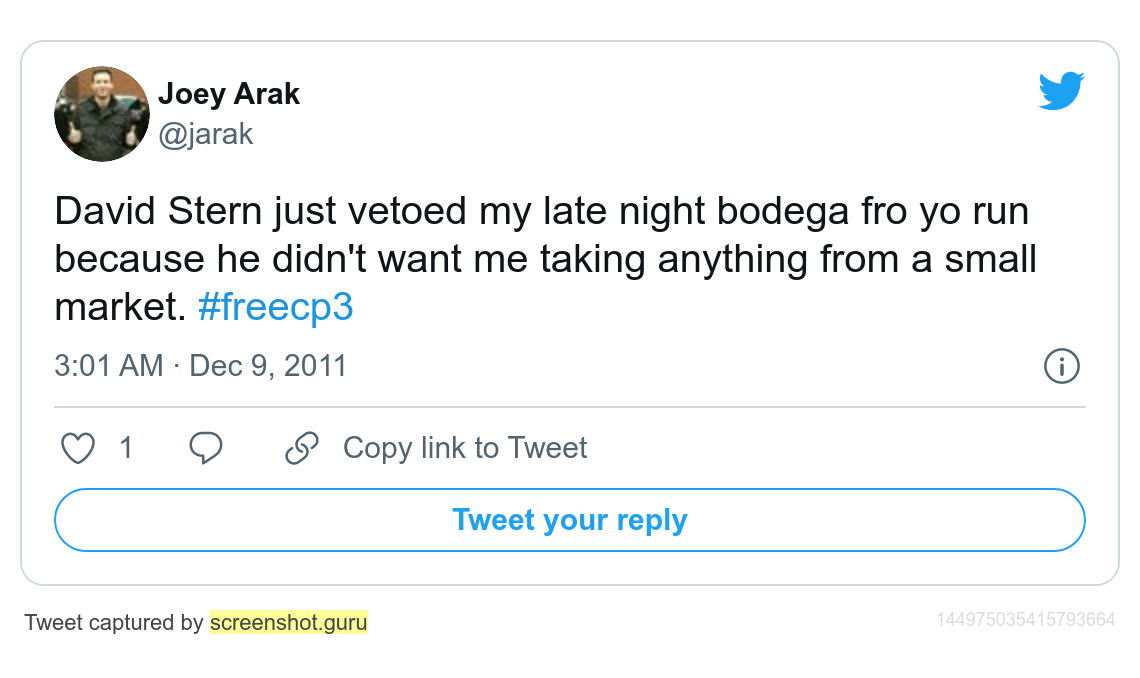 Joey Arak
@jarak
David Stern just vetoed my late night bodega fro yo run
because he didn't want me taking anything from a small
market. #freecp3
3:01 AM · Dec 9, 2011
1
Copy link to Tweet
Tweet your reply
Tweet captured by screenshot.guru
144975035415793664